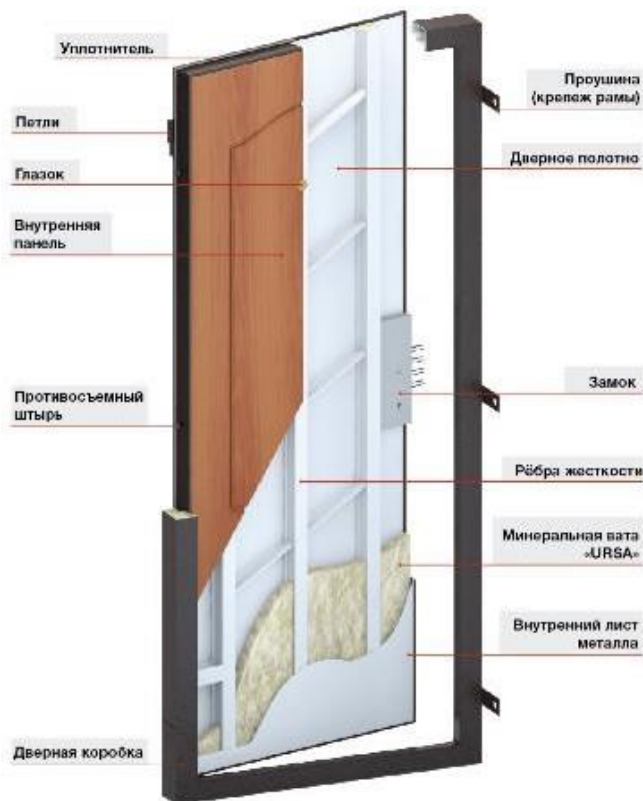 Уплотнитель
Петли
Глазок
Внутренняя
панель
Противосъемный
штырь
Дверная коробка
Проушина
(крепеж рамы)
Дверное полотно
Замок
Рёбра жесткости
Минеральная вата
«URSA»
Внутренний лист
металла